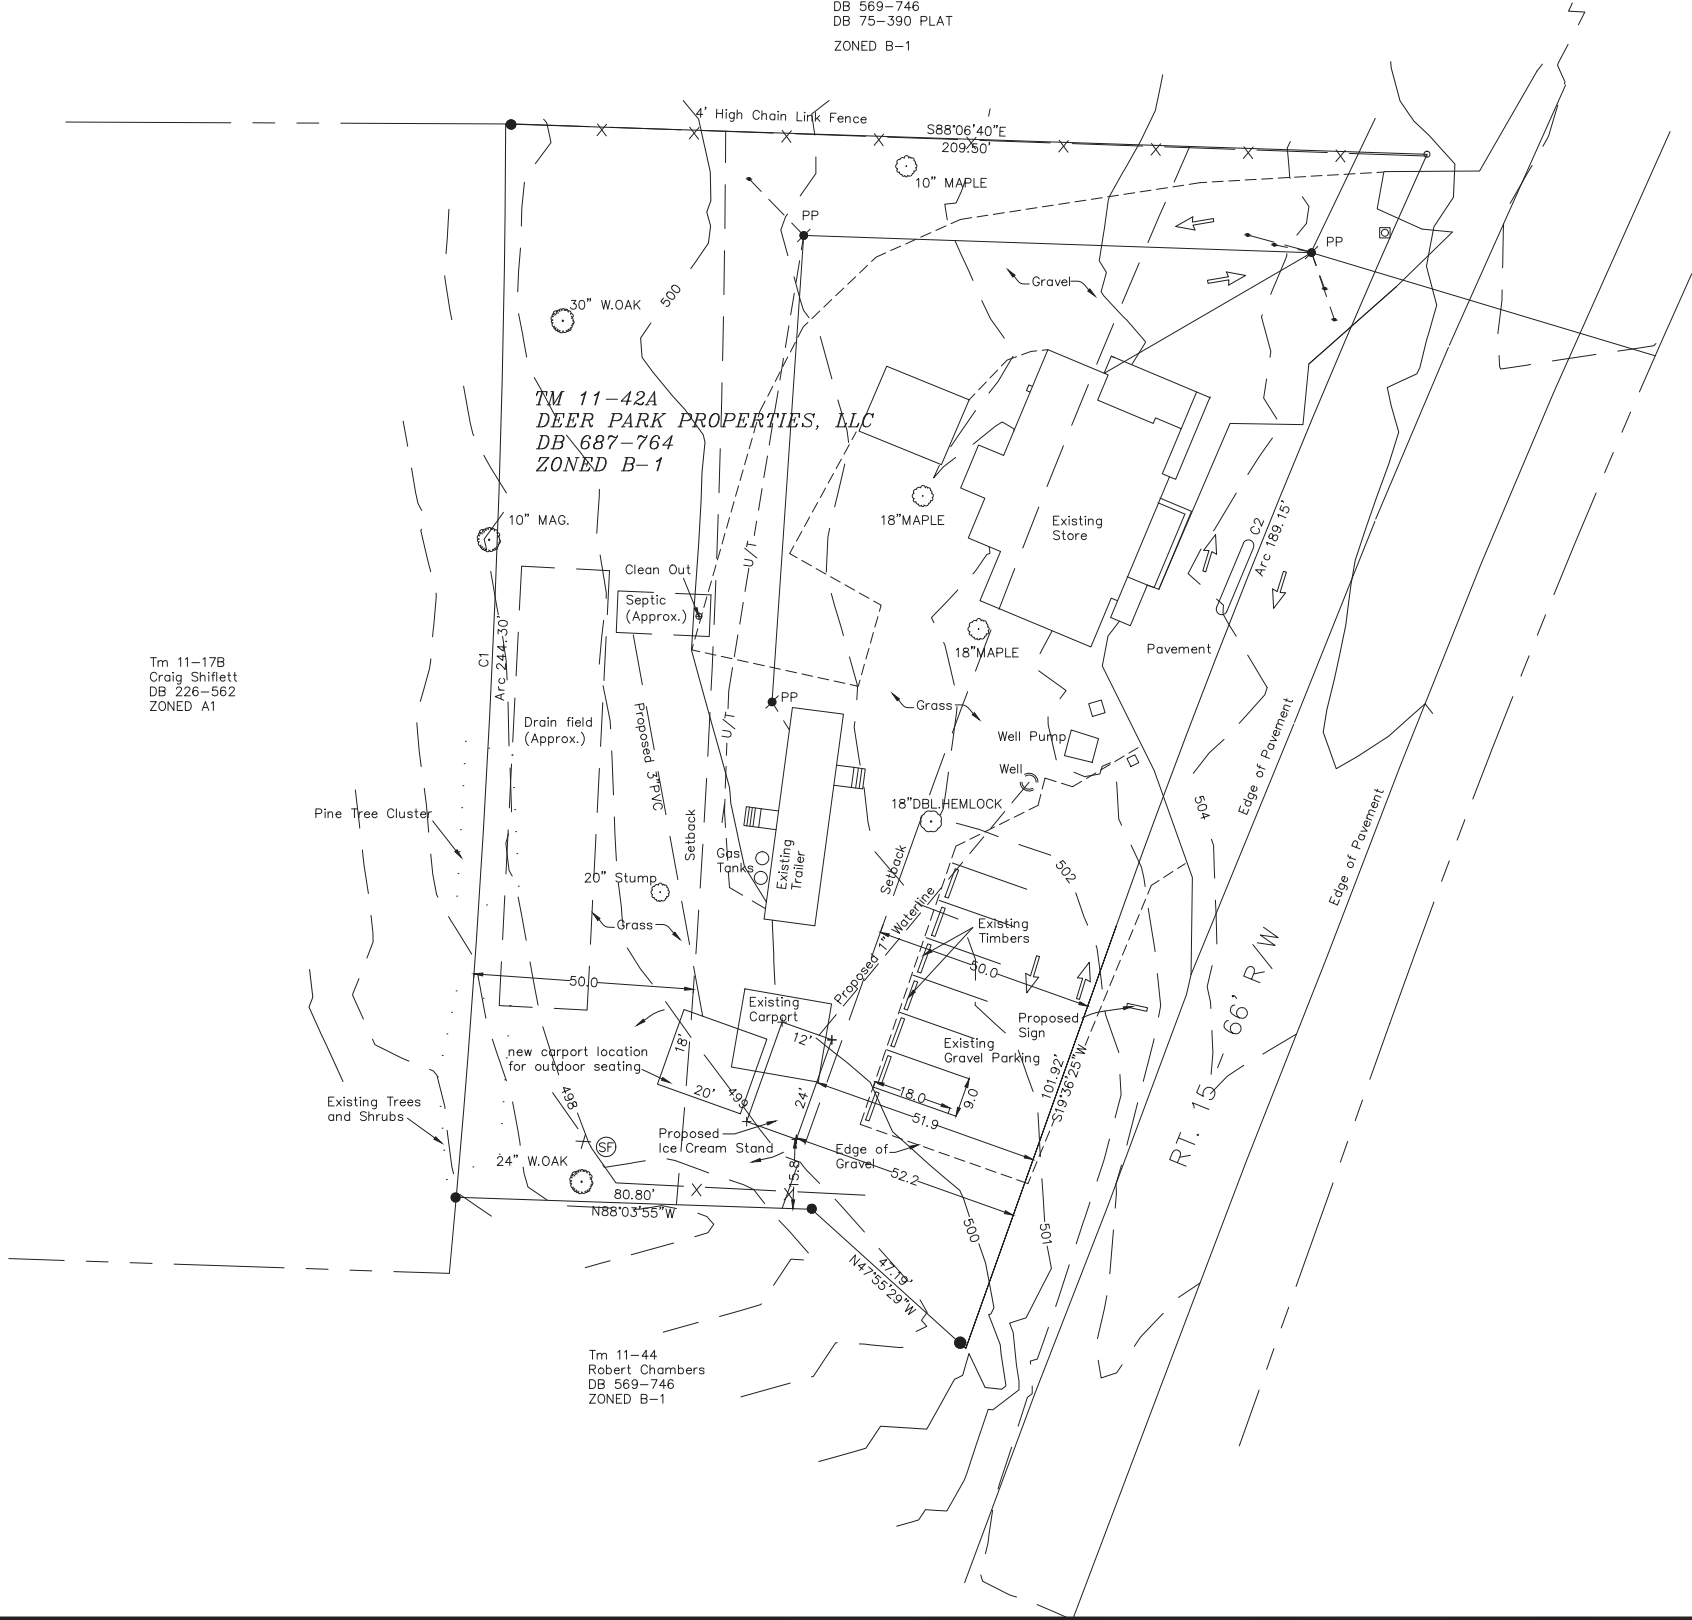 DB 569-746
DB 75-390 PLAT
ZONED B-1
4' High Chain Link Fence
S88°06'40"E
209.50'
10" MAPLE
PP
PP
Gravel
30" W.OAK
500
TM 11-42A
DEER PARK PROPERTIES, LLC
DB 687-764
ZONED B-1
10" MAG.
18"MAPLE
Existing
Store
C2
Arc 189.15'
U/T
Clean Out
Septic
(Approx.)
C1
Arc 244.30'
18"MAPLE
Pavement
Tm 11-17B
Craig Shiflett
DB 226-562
ZONED A1
PP
Grass
Drain field
(Approx.)
Proposed 3"PVC
U/T
Well Pump
Well
Edge of Pavement
504
Edge of Pavement
Pine Tree Cluster
18"DBL.HEMLOCK
Setback
Gas
Tanks
Existing
Trailer
Setback
502
20" Stump
Grass
Proposed 1" Waterline
Existing
Timbers
50.0
50.0
RT. 15 - 66' R/W
Existing
Carport
Proposed
Sign
12'
18'
Existing
Gravel Parking
new carport location
for outdoor seating
101.92'
S19°36'25"W
20'
499
24'
18.0
9.0
51.9
Existing Trees
and Shrubs
498
SF
Proposed
Ice Cream Stand
Edge of
Gravel
24" W.OAK
15.8
52.2
80.80'
N88°03'55"W
500
501
47.19'
N47°55'29"W
Tm 11-44
Robert Chambers
DB 569-746
ZONED B-1